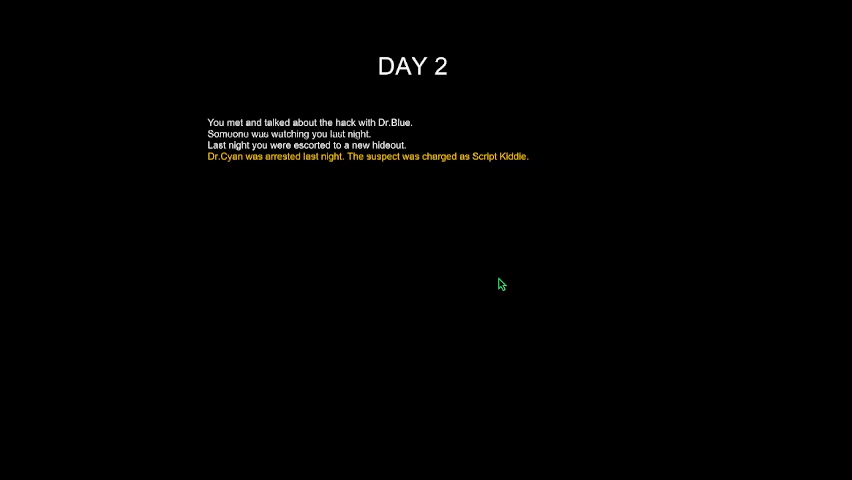 DAY 2
You met and talked about the hack with Dr.Blue.
Someone was watching you last night.
Last night you were escorted to a new hideout.
Dr.Cyan was arrested last night. The suspect was charged as Script Kiddie.